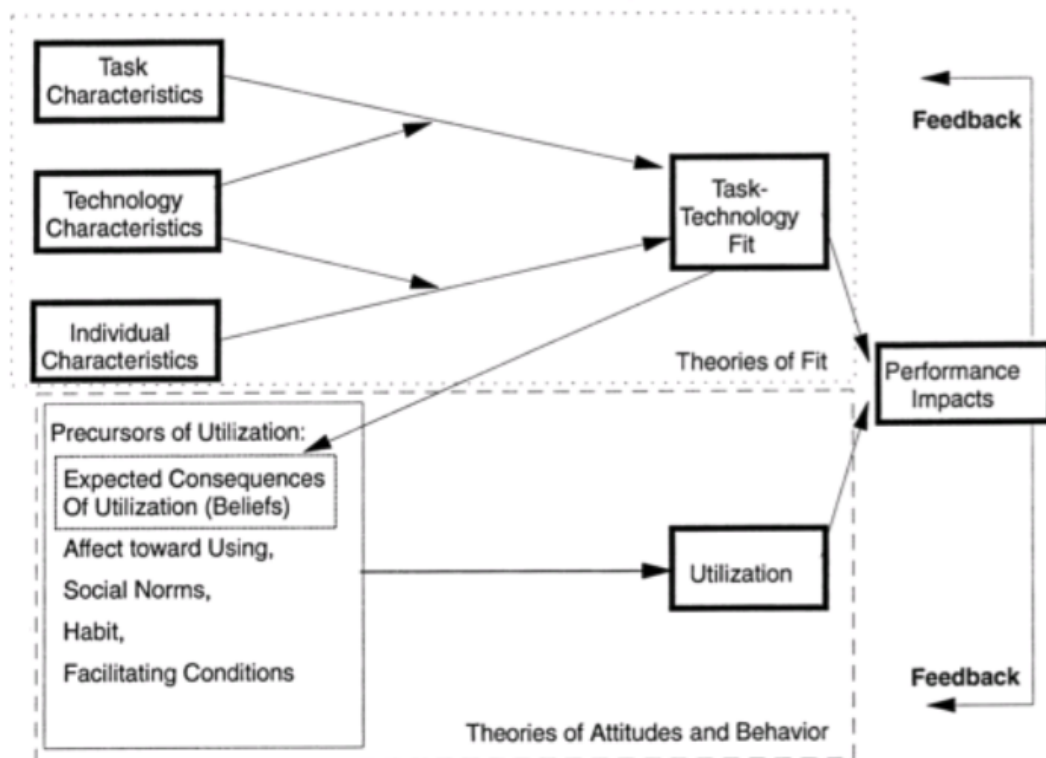 Task
Characteristics
Technology
Characteristics
Individual
Characteristics
Task-
Technology
Fit
Theories of Fit
Feedback
Performance
Impacts
Precursors of Utilization:
Expected Consequences
Of Utilization (Beliefs)
Affect toward Using,
Social Norms,
Habit,
Facilitating Conditions
Utilization
Feedback
Theories of Attitudes and Behavior